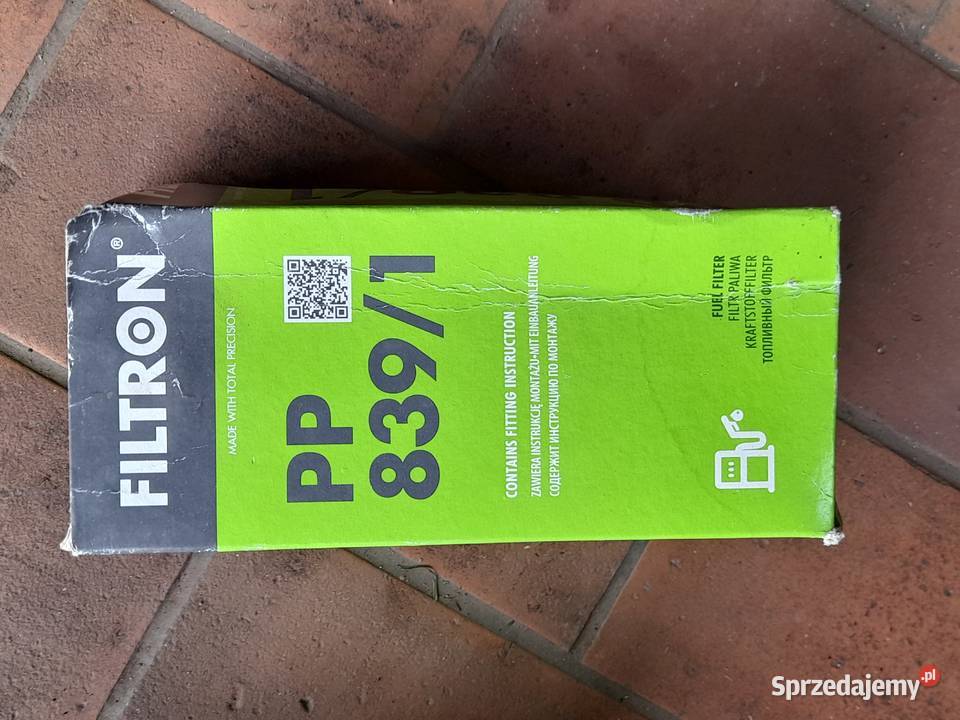 FILTRON®
MADE WITH TOTAL PRECISION
PP
839/1
CONTAINS FITTING INSTRUCTION
ZAWIERA INSTRUKCJĘ MONTAŻU•MIT EINBAUANLEITUNG
СОДЕРЖИТ ИНСТРУКЦИЮ ПО МОНТАЖУ
FUEL FILTER
FILTR PALIWA
KRAFTSTOFFFILTER
ТОПЛИВНЫЙ ФИЛЬТР
Sprzedajemy.pl